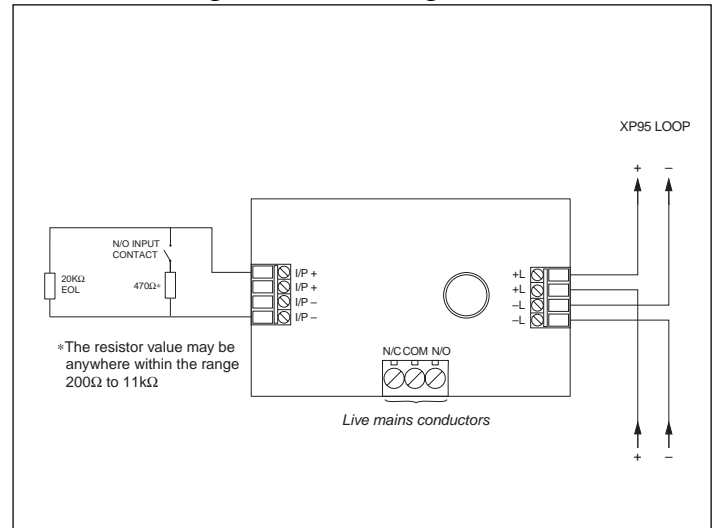 XP95 LOOP
+ –
N/O INPUT
CONTACT
20KΩ
EOL
470Ω*
I/P +
I/P +
I/P –
I/P –
+L
+L
–L
–L
*The resistor value may be
anywhere within the range
200Ω to 11kΩ
N/C COM N/O
Live mains conductors
+ –